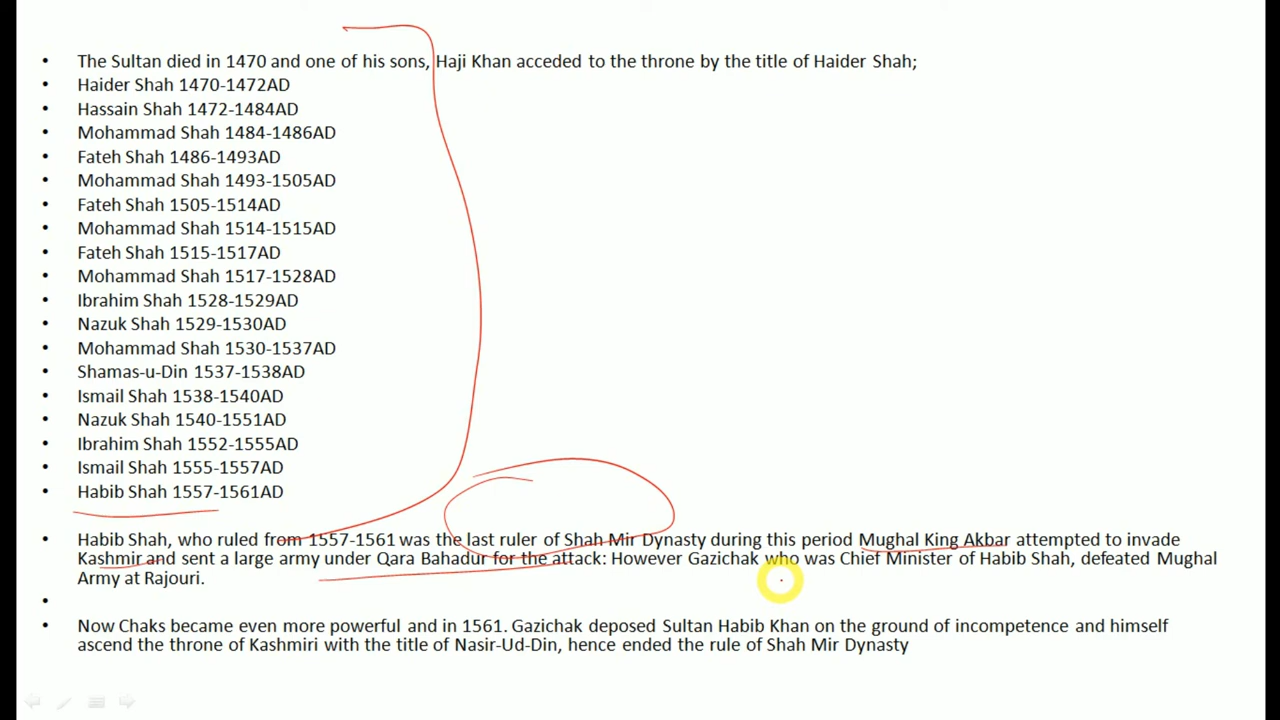 • The Sultan died in 1470 and one of his sons, Haji Khan acceded to the throne by the title of Haider Shah;
• Haider Shah 1470-1472AD
• Hassain Shah 1472-1484AD
• Mohammad Shah 1484-1486AD
• Fateh Shah 1486-1493AD
• Mohammad Shah 1493-1505AD
• Fateh Shah 1505-1514AD
• Mohammad Shah 1514-1515AD
• Fateh Shah 1515-1517AD
• Mohammad Shah 1517-1528AD
• Ibrahim Shah 1528-1529AD
• Nazuk Shah 1529-1530AD
• Mohammad Shah 1530-1537AD
• Shamas-u-Din 1537-1538AD
• Ismail Shah 1538-1540AD
• Nazuk Shah 1540-1551AD
• Ibrahim Shah 1552-1555AD
• Ismail Shah 1555-1557AD
• Habib Shah 1557-1561AD
• Habib Shah, who ruled from 1557-1561 was the last ruler of Shah Mir Dynasty during this period Mughal King Akbar attempted to invade
Kashmir and sent a large army under Qara Bahadur for the attack: However Gazichak who was Chief Minister of Habib Shah, defeated Mughal
Army at Rajouri.
•
• Now Chaks became even more powerful and in 1561. Gazichak deposed Sultan Habib Khan on the ground of incompetence and himself
ascend the throne of Kashmiri with the title of Nasir-Ud-Din, hence ended the rule of Shah Mir Dynasty